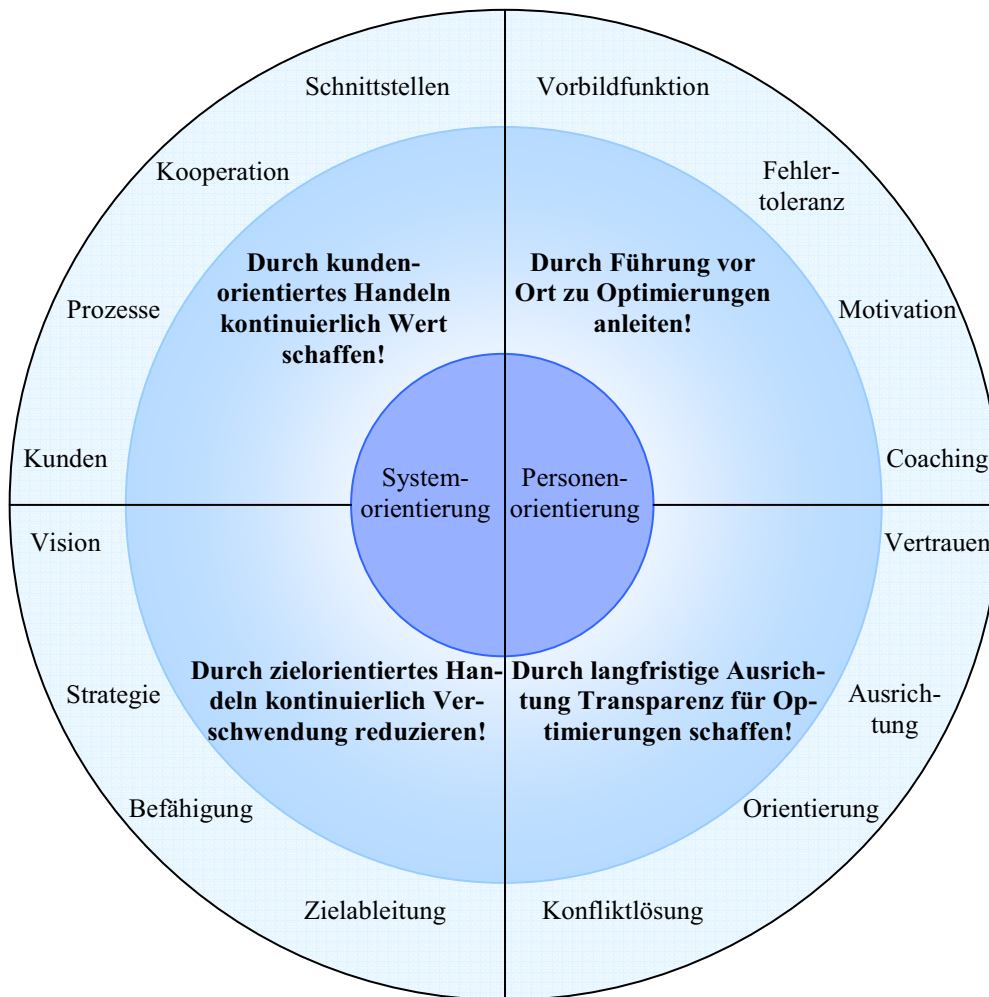 Schnittstellen
Vorbildfunktion
Kooperation
Fehler-
toleranz
Durch kunden-
orientiertes Handeln
kontinuierlich Wert
schaffen!
Durch Führung vor
Ort zu Optimierungen
anleiten!
Prozesse
Motivation
Kunden
Coaching
System-
orientierung
Personen-
orientierung
Vision
Vertrauen
Durch zielorientiertes Han-
deln kontinuierlich Ver-
schwendung reduzieren!
Durch langfristige Ausrich-
tung Transparenz für Op-
timierungen schaffen!
Strategie
Ausrich-
tung
Befähigung
Orientierung
Zielableitung
Konfliktlösung